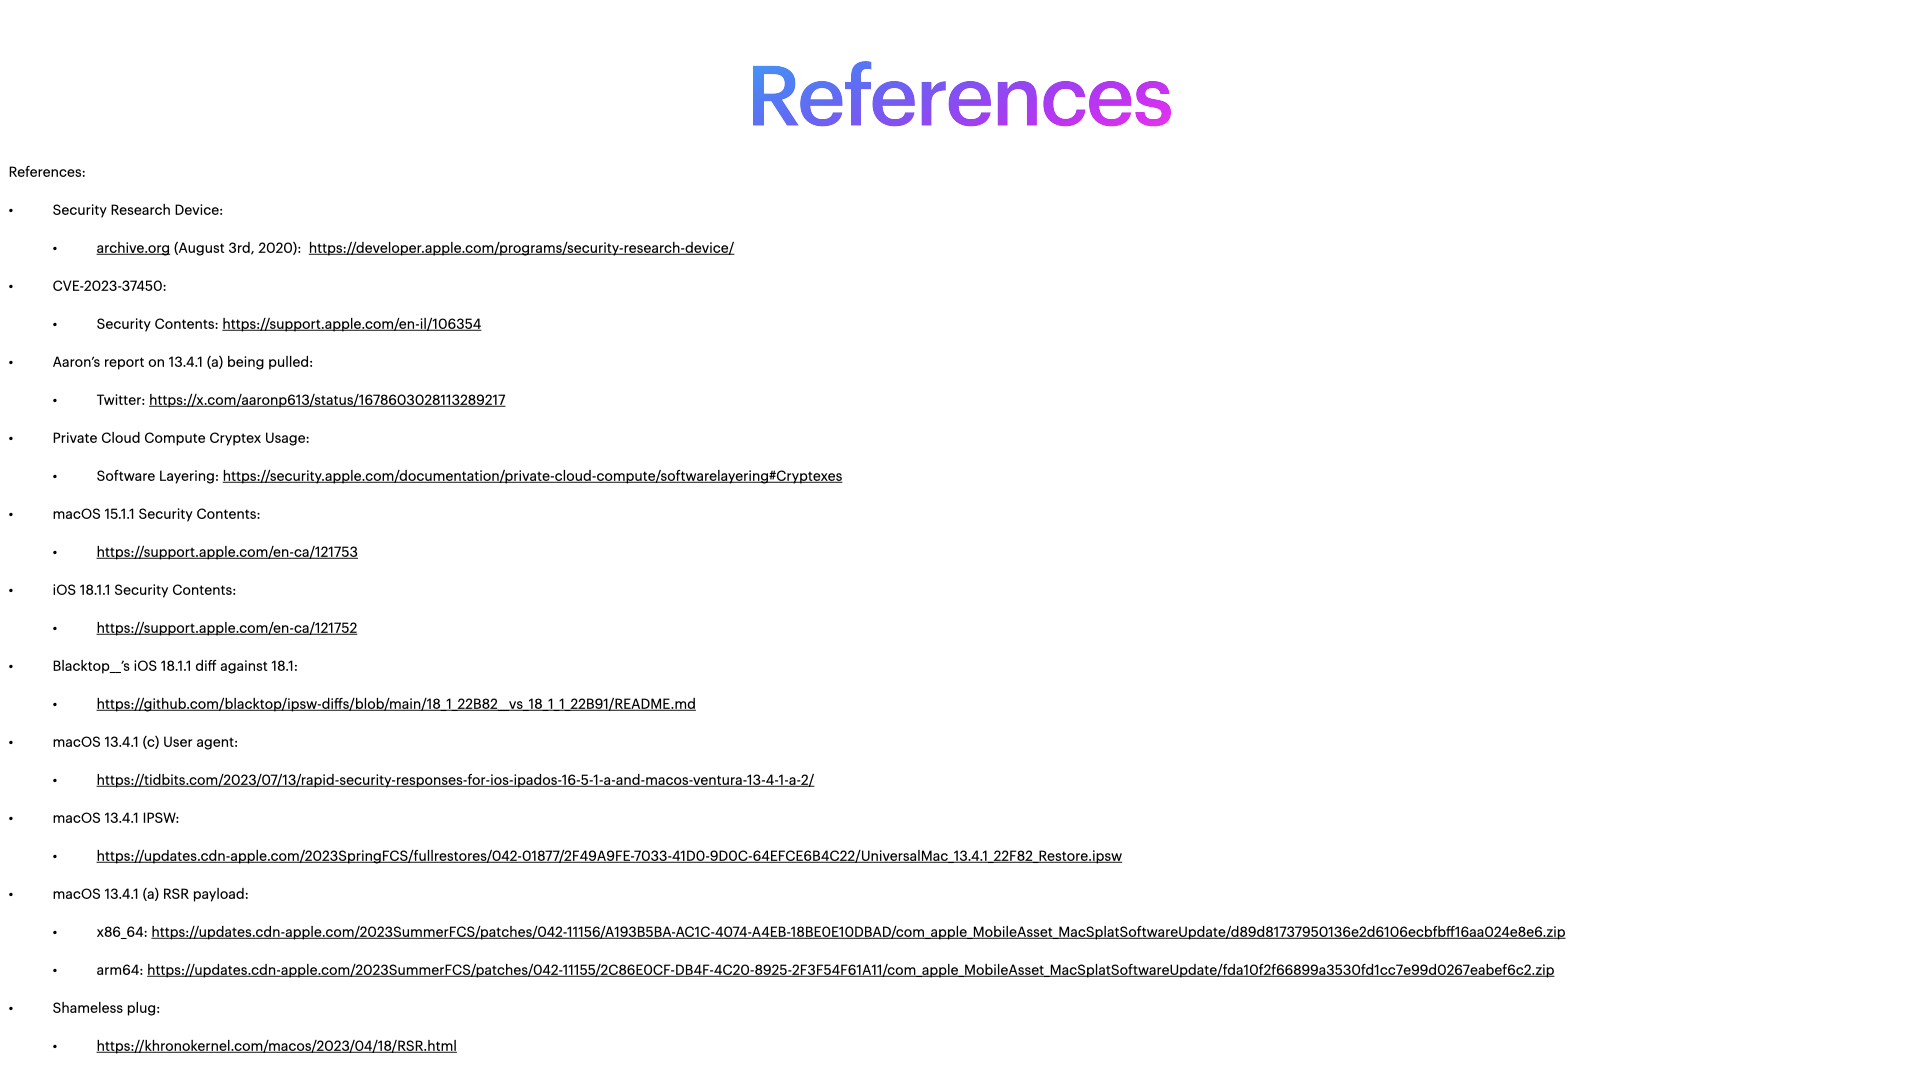 References
References:
• Security Research Device:
• archive.org (August 3rd, 2020): https://developer.apple.com/programs/security-research-device/
• CVE-2023-37450:
• Security Contents: https://support.apple.com/en-il/106354
• Aaron’s report on 13.4.1 (a) being pulled:
• Twitter: https://x.com/aaronp613/status/1678603028113289217
• Private Cloud Compute Cryptex Usage:
• Software Layering: https://security.apple.com/documentation/private-cloud-compute/softwarelayering#Cryptexes
• macOS 15.1.1 Security Contents:
• https://support.apple.com/en-ca/121753
• iOS 18.1.1 Security Contents:
• https://support.apple.com/en-ca/121752
• Blacktop__’s iOS 18.1.1 diff against 18.1:
• https://github.com/blacktop/ipsw-diffs/blob/main/18_1_22B82__vs_18_1_1_22B91/README.md
• macOS 13.4.1 (c) User agent:
• https://tidbits.com/2023/07/13/rapid-security-responses-for-ios-ipados-16-5-1-a-and-macos-ventura-13-4-1-a-2/
• macOS 13.4.1 IPSW:
• https://updates.cdn-apple.com/2023SpringFCS/fullrestores/042-01877/2F49A9FE-7033-41D0-9D0C-64EFCE6B4C22/UniversalMac_13.4.1_22F82_Restore.ipsw
• macOS 13.4.1 (a) RSR payload:
• x86_64: https://updates.cdn-apple.com/2023SummerFCS/patches/042-11156/A193B5BA-AC1C-4074-A4EB-18BE0E10DBAD/com_apple_MobileAsset_MacSplatSoftwareUpdate/d89d81737950136e2d6106ecbfbff16aa024e8e6.zip
• arm64: https://updates.cdn-apple.com/2023SummerFCS/patches/042-11155/2C86E0CF-DB4F-4C20-8925-2F3F54F61A11/com_apple_MobileAsset_MacSplatSoftwareUpdate/fda10f2f66899a3530fd1cc7e99d0267eabef6c2.zip
• Shameless plug:
• https://khronokernel.com/macos/2023/04/18/RSR.html